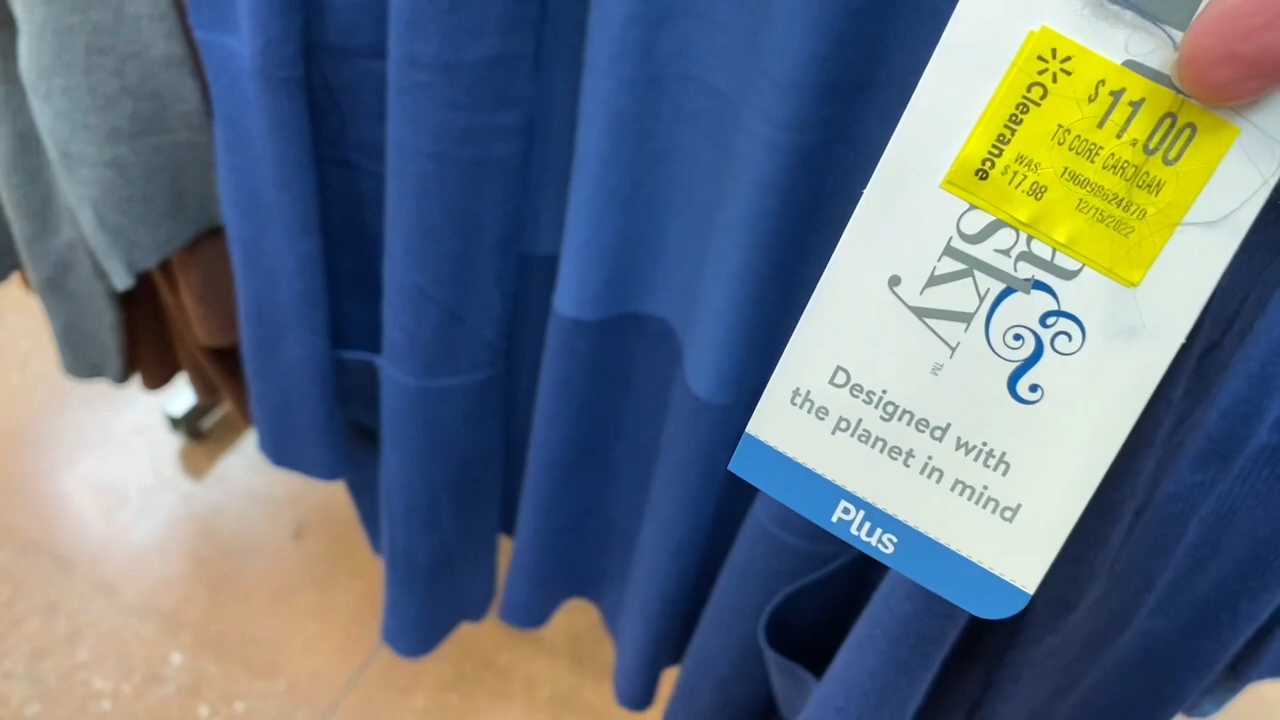 Clearance
$11.00
TS CORE CARDIGAN
WAS
$17.98
196098624870
12/15/2022
&
sky™
Designed with
the planet in mind
Plus